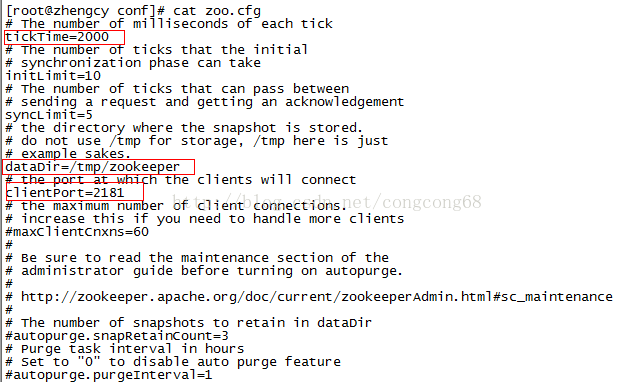 [root@zhengcy conf]# cat zoo.cfg
# The number of milliseconds of each tick
tickTime=2000
# The number of ticks that the initial
# synchronization phase can take
initLimit=10
# The number of ticks that can pass between
# sending a request and getting an acknowledgement
syncLimit=5
# the directory where the snapshot is stored.
# do not use /tmp for storage, /tmp here is just
# example sakes.
dataDir=/tmp/zookeeper
# the port at which the clients will connect
clientPort=2181
http://blog.csdn.net/congcong68
# the maximum number of client connections.
# increase this if you need to handle more clients
#maxClientCnxns=60
#
# Be sure to read the maintenance section of the
# administrator guide before turning on autopurge.
#
# http://zookeeper.apache.org/doc/current/zookeeperAdmin.html#sc_maintenance
#
# The number of snapshots to retain in dataDir
#autopurge.snapRetainCount=3
# Purge task interval in hours
# Set to "0" to disable auto purge feature
#autopurge.purgeInterval=1